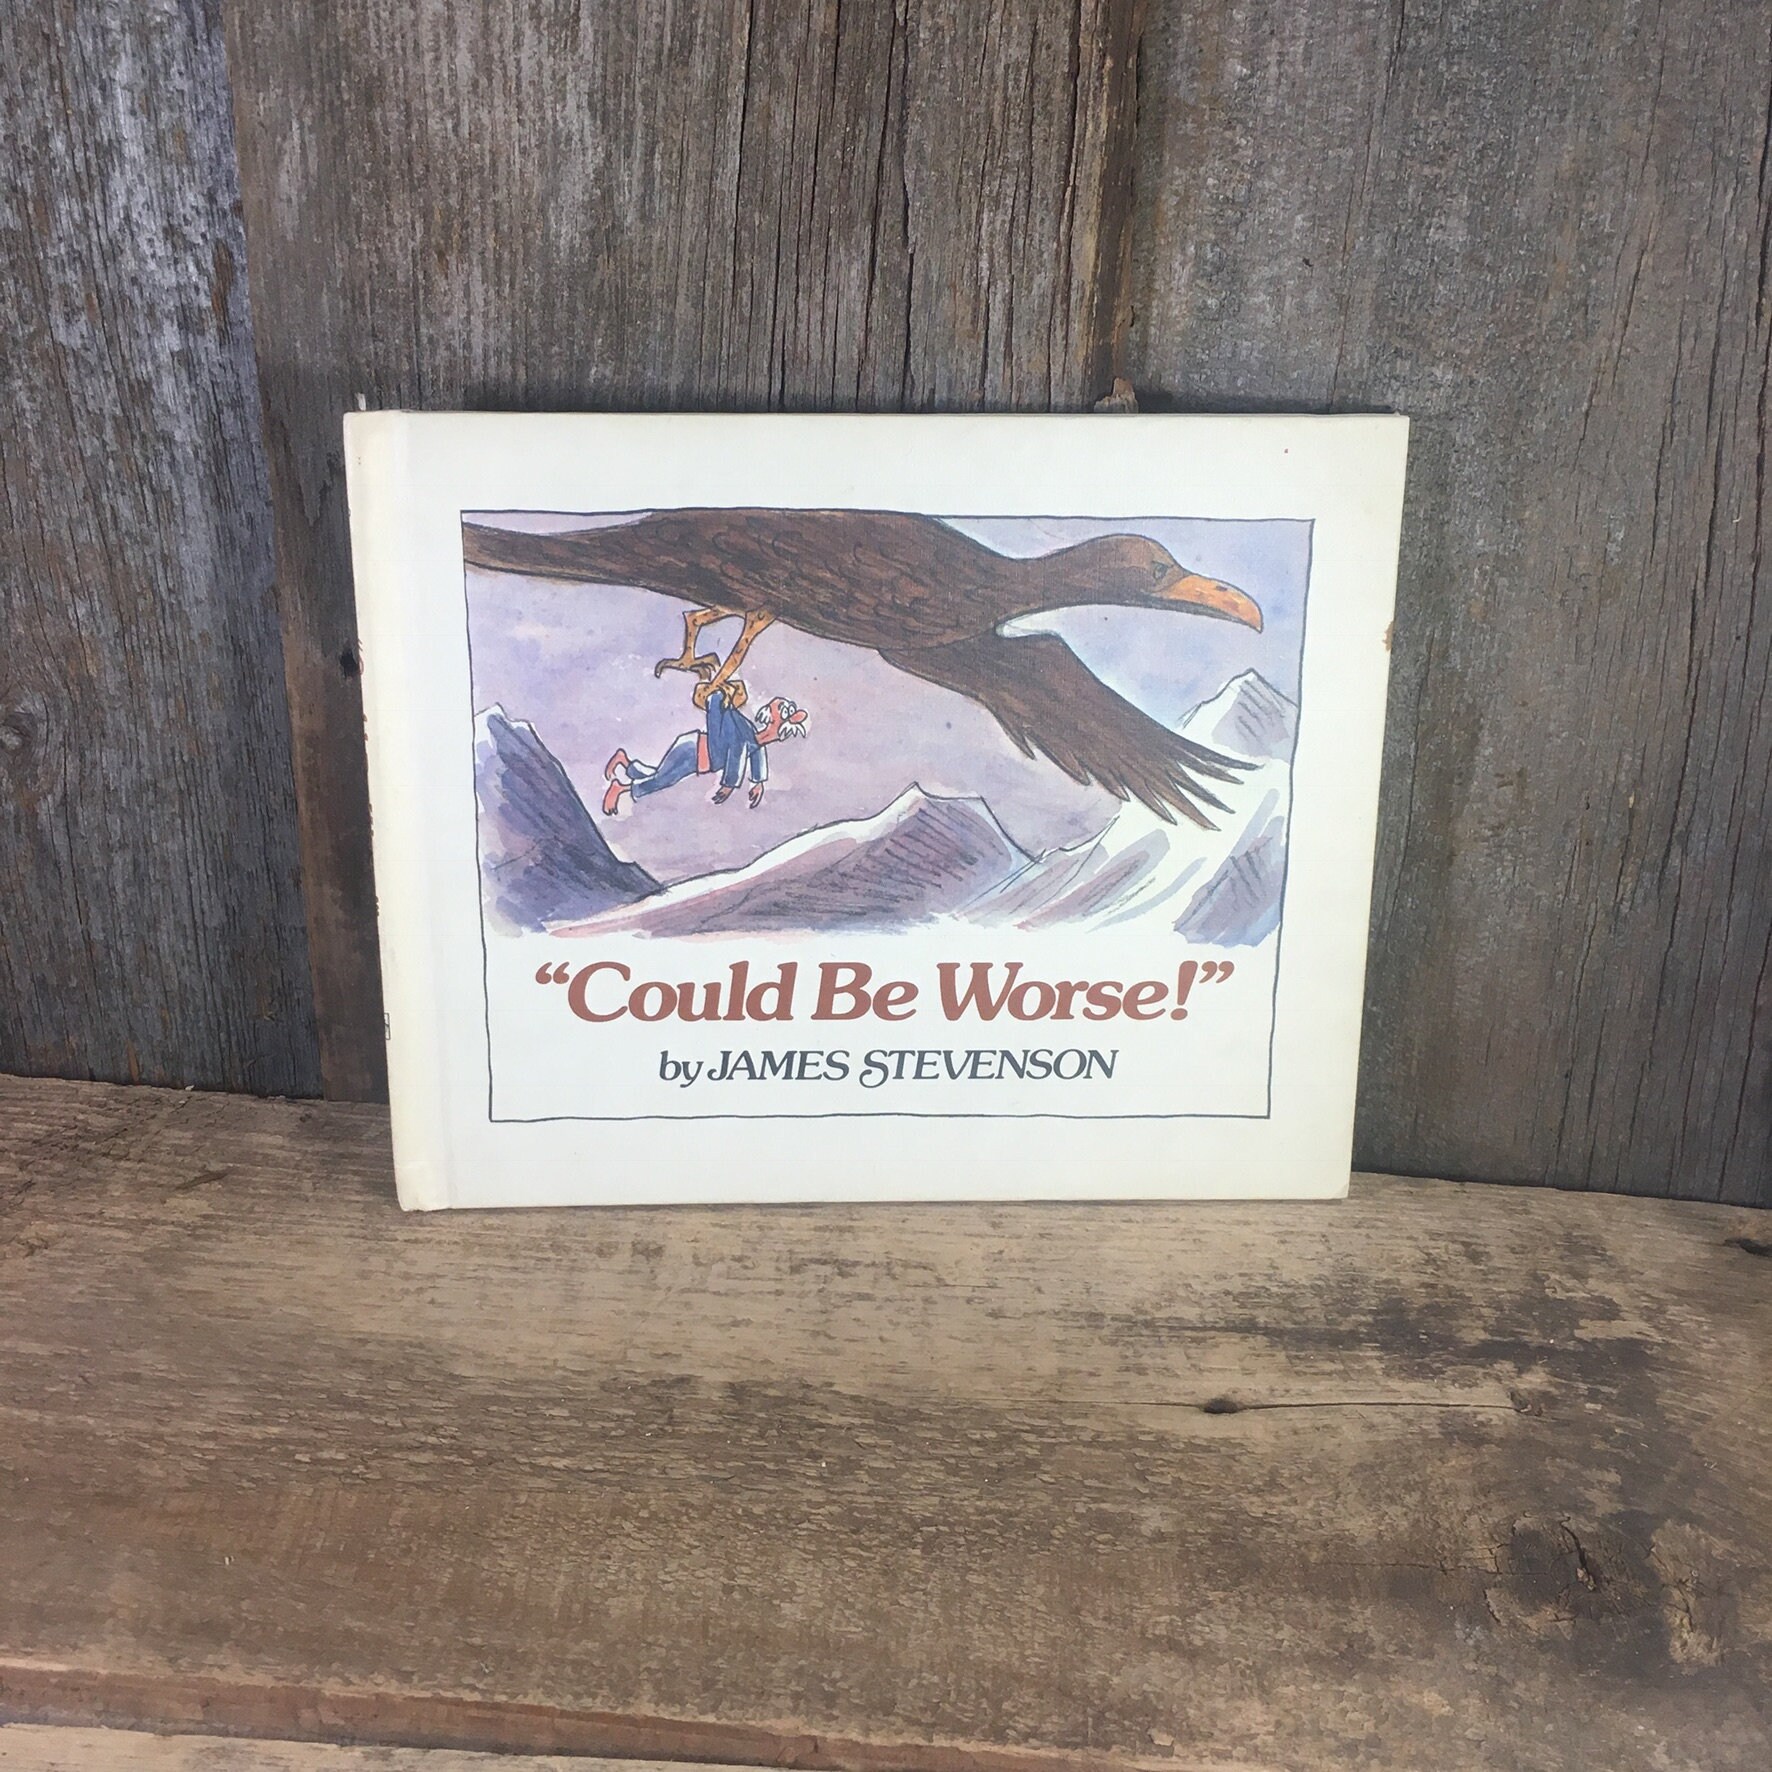 “Could Be Worse!”
by JAMES STEVENSON